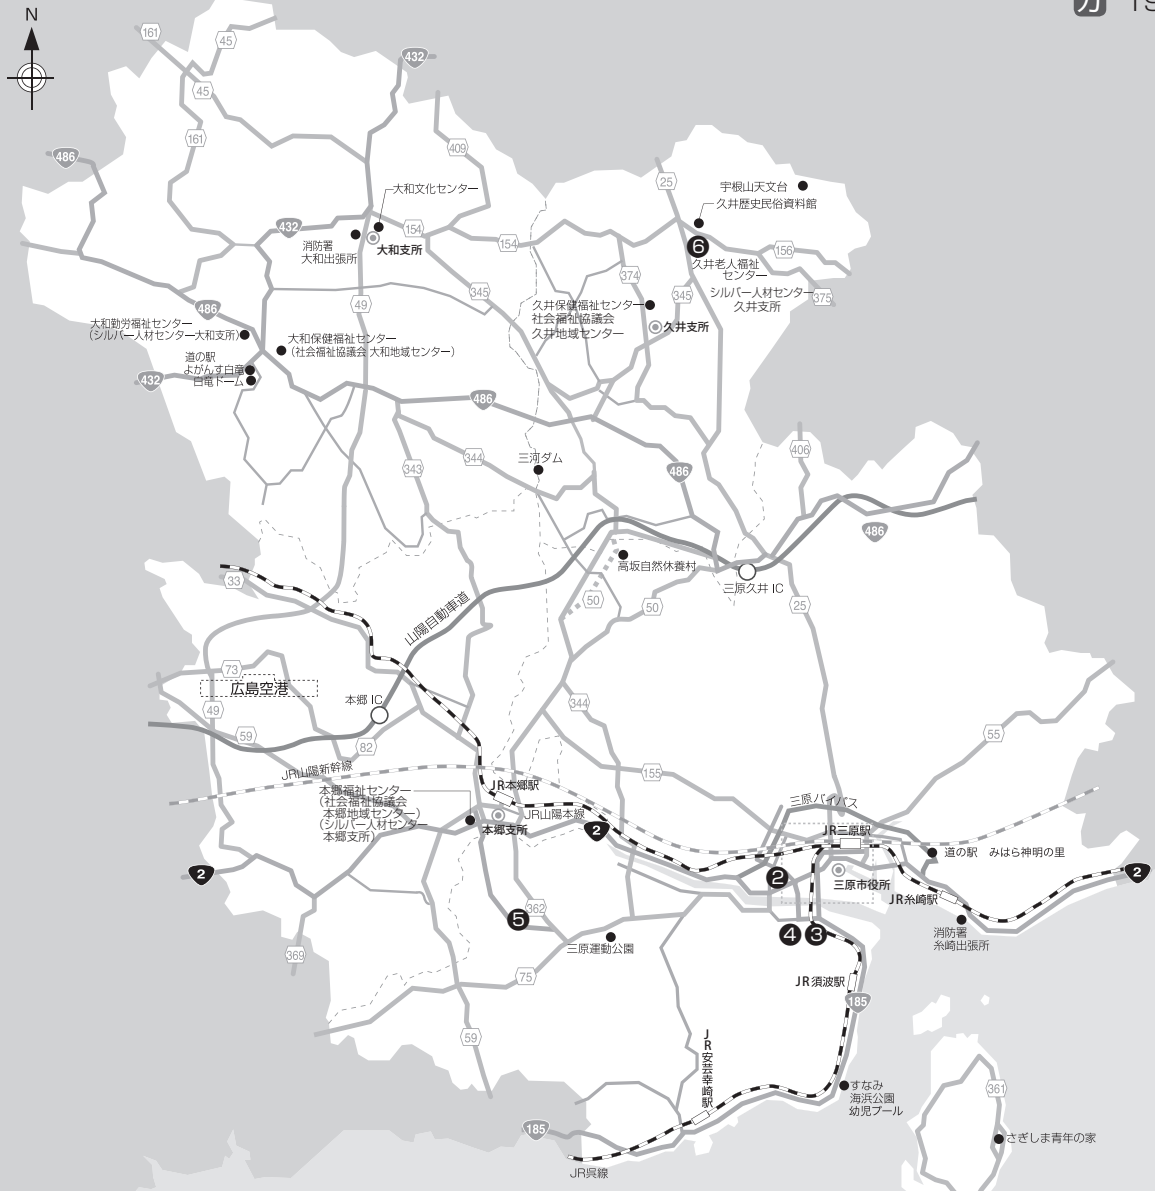 カ 19
N
161
45
432
45
161
409
486
25
宇根山天文台
大和文化センター
久井歴史民俗資料館
432
154
消防署
大和出張所
大和支所
154
6
156
久井老人福祉
センター
374
345
345
シルバー人材センター
久井支所
375
49
久井保健福祉センター
社会福祉協議会
久井地域センター
久井支所
486
大和勤労福祉センター
(シルバー人材センター大和支所)
大和保健福祉センター
(社会福祉協議会 大和地域センター)
道の駅
よがんす白竜
白竜ドーム
432
486
406
344
三河ダム
343
486
486
高坂自然休養村
三原久井 IC
33
50
50
25
山陽自動車道
73
広島空港
本郷 IC
49
344
59
82
55
JR山陽新幹線
155
JR本郷駅
本郷福祉センター
(社会福祉協議会
本郷地域センター)
(シルバー人材センター
本郷支所)
本郷支所
JR山陽本線
2
三原バイパス
JR三原駅
道の駅 みはら神明の里
2
2
2
三原市役所
JR糸崎駅
362
5
4
3
消防署
糸崎出張所
三原運動公園
369
75
JR須波駅
185
59
JR安芸幸崎駅
すなみ
海浜公園
幼児プール
361
185
さぎしま青年の家
JR呉線